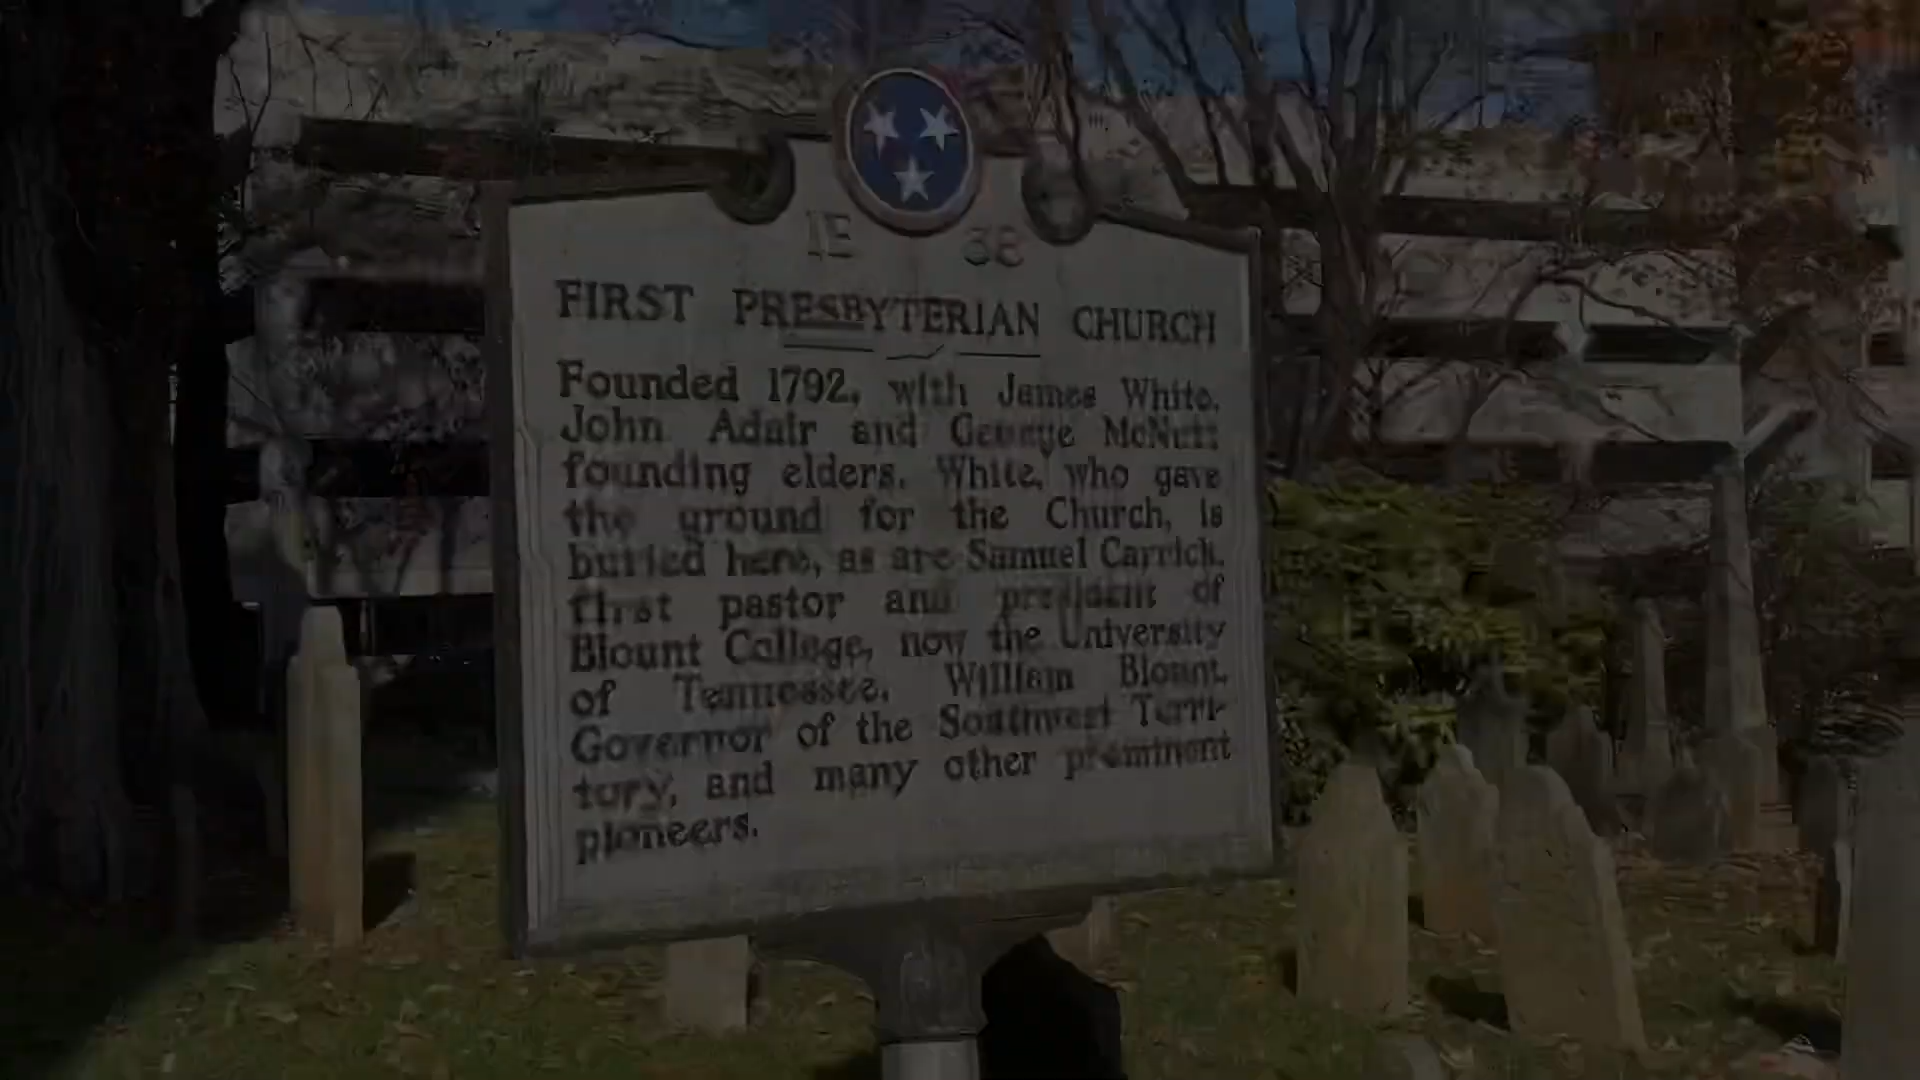 1E 38
FIRST PRESBYTERIAN CHURCH
Founded 1792, with James White,
John Adair and George McNutt
founding elders. White, who gave
the ground for the Church, is
buried here, as are Samuel Carrick,
first pastor and president of
Blount College, now the University
of Tennessee, William Blount,
Governor of the Southwest Terri-
tory, and many other prominent
pioneers.